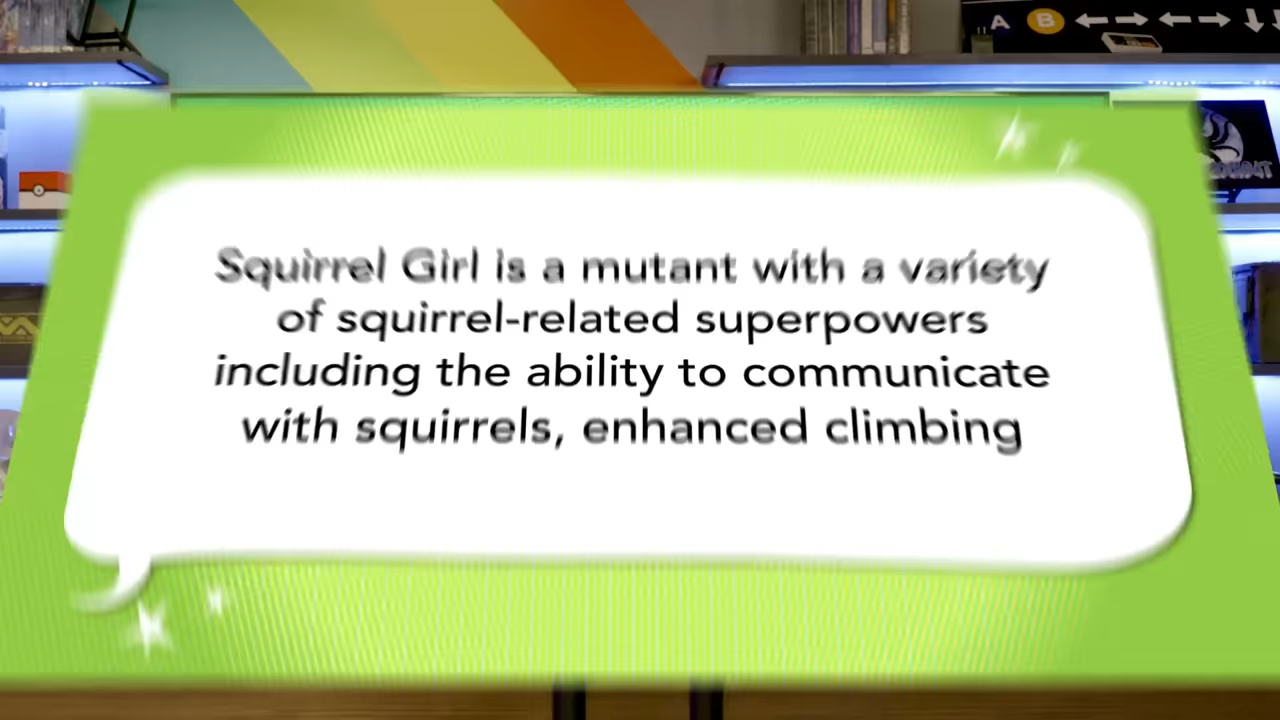 A B
Squirrel Girl is a mutant with a variety
of squirrel-related superpowers
including the ability to communicate
with squirrels, enhanced climbing